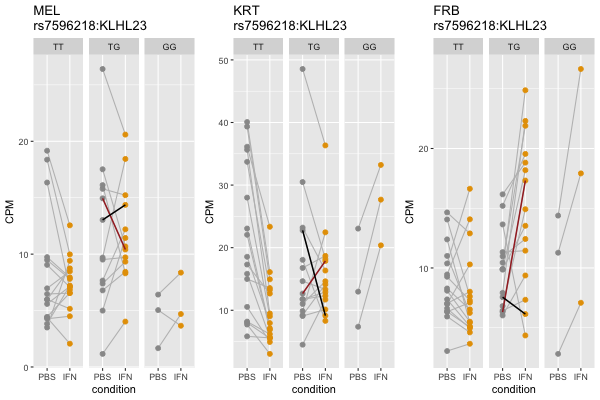 MEL
rs7596218:KLHL23
TT TG GG
CPM
20
10
0
PBS IFN PBS IFN PBS IFN
condition
KRT
rs7596218:KLHL23
TT TG GG
CPM
50
40
30
20
10
PBS IFN PBS IFN PBS IFN
condition
FRB
rs7596218:KLHL23
TT TG GG
CPM
20
10
PBS IFN PBS IFN PBS IFN
condition